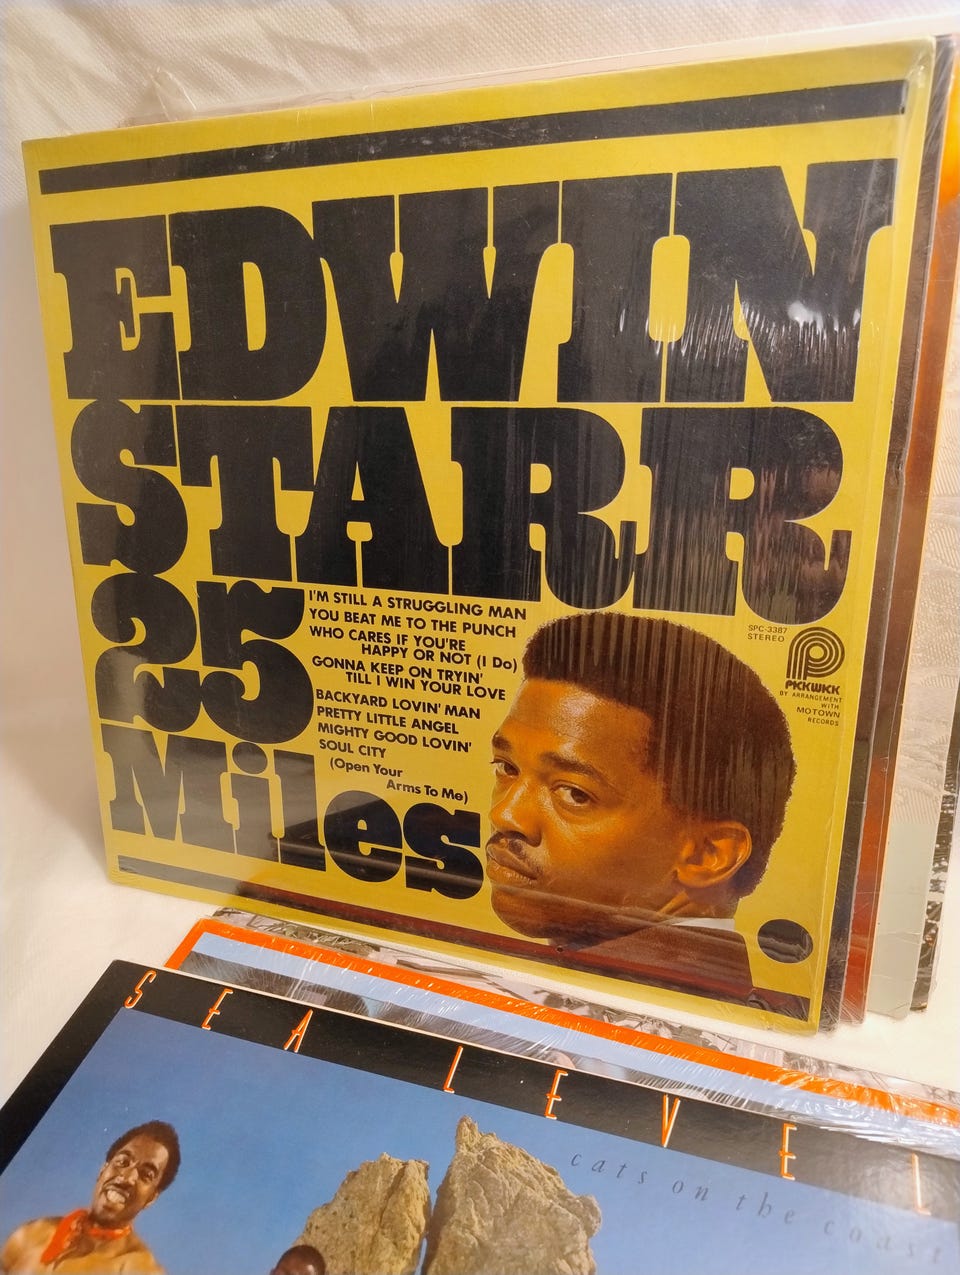 EDWIN
STARR
25
Miles
I'M STILL A STRUGGLING MAN
YOU BEAT ME TO THE PUNCH
WHO CARES IF YOU'RE
HAPPY OR NOT (I Do)
GONNA KEEP ON TRYIN'
TILL I WIN YOUR LOVE
BACKYARD LOVIN' MAN
PRETTY LITTLE ANGEL
MIGHTY GOOD LOVIN'
SOUL CITY
(Open Your
Arms To Me)
SPC-3387
STEREO
PICKWICK
BY ARRANGEMENT
WITH
MOTOWN
RECORDS
SEA LEVEL
cats on the coast